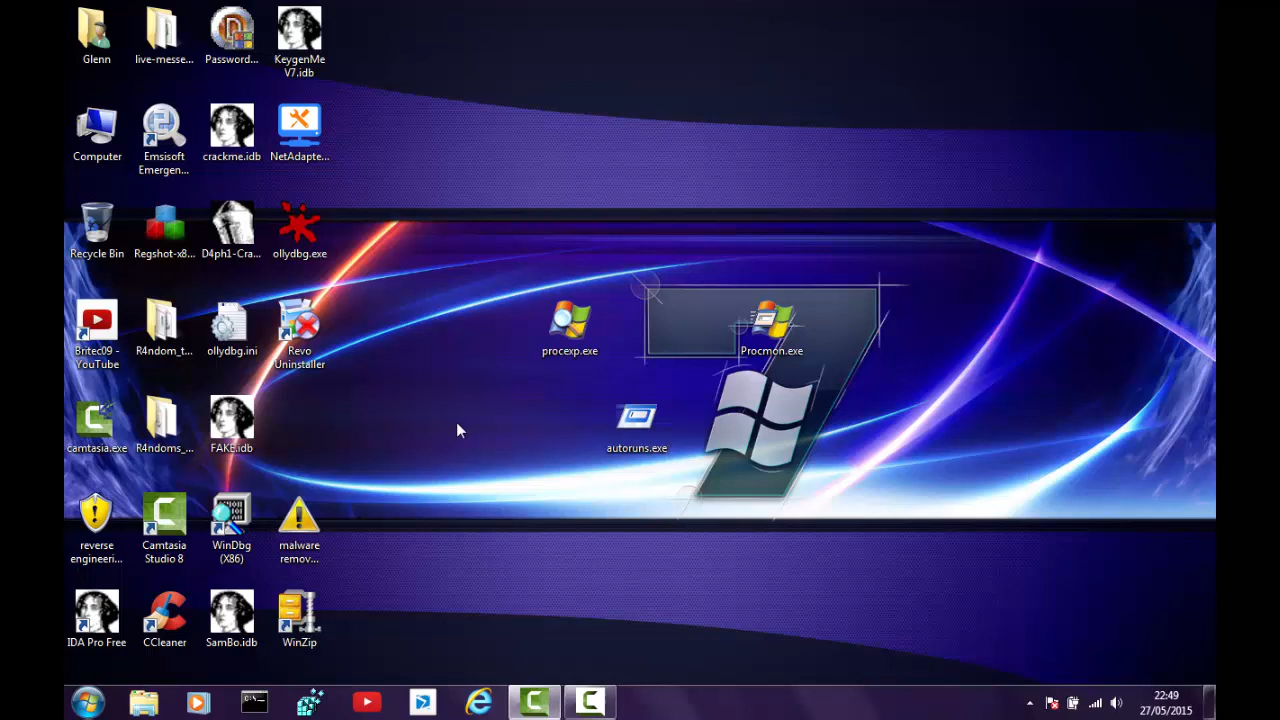 Glenn
live-messe...
Password...
KeygenMe
V7.idb
Computer
Emsisoft
Emergen...
crackme.idb
NetAdapte...
Recycle Bin
Regshot-x8...
D4ph1-Cra...
ollydbg.exe
Britec09 -
YouTube
R4ndom_t...
ollydbg.ini
Revo
Uninstaller
procexp.exe
Procmon.exe
camtasia.exe
R4ndoms_...
FAKE.idb
autoruns.exe
reverse
engineeri...
Camtasia
Studio 8
WinDbg
(X86)
malware
remov...
IDA Pro Free
CCleaner
SamBo.idb
WinZip
22:49
27/05/2015